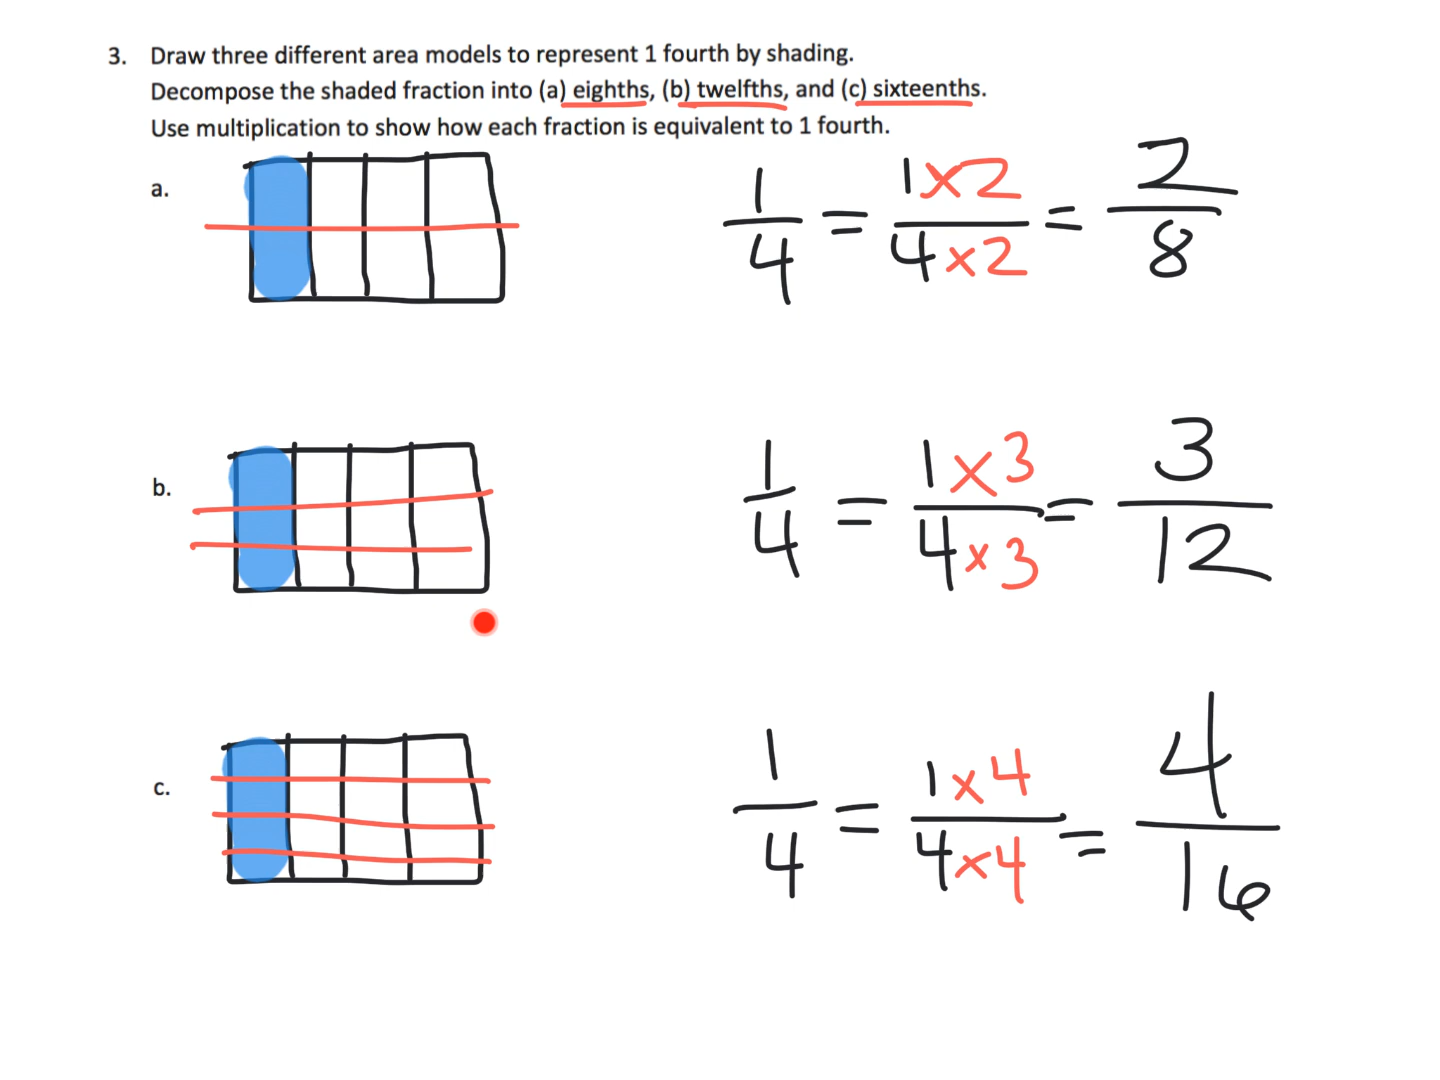 3. Draw three different area models to represent 1 fourth by shading.
Decompose the shaded fraction into (a) eighths, (b) twelfths, and (c) sixteenths.
Use multiplication to show how each fraction is equivalent to 1 fourth.
a.
1/4 = 1×2/4×2 = 2/8
b.
1/4 = 1×3/4×3 = 3/12
c.
1/4 = 1×4/4×4 = 4/16